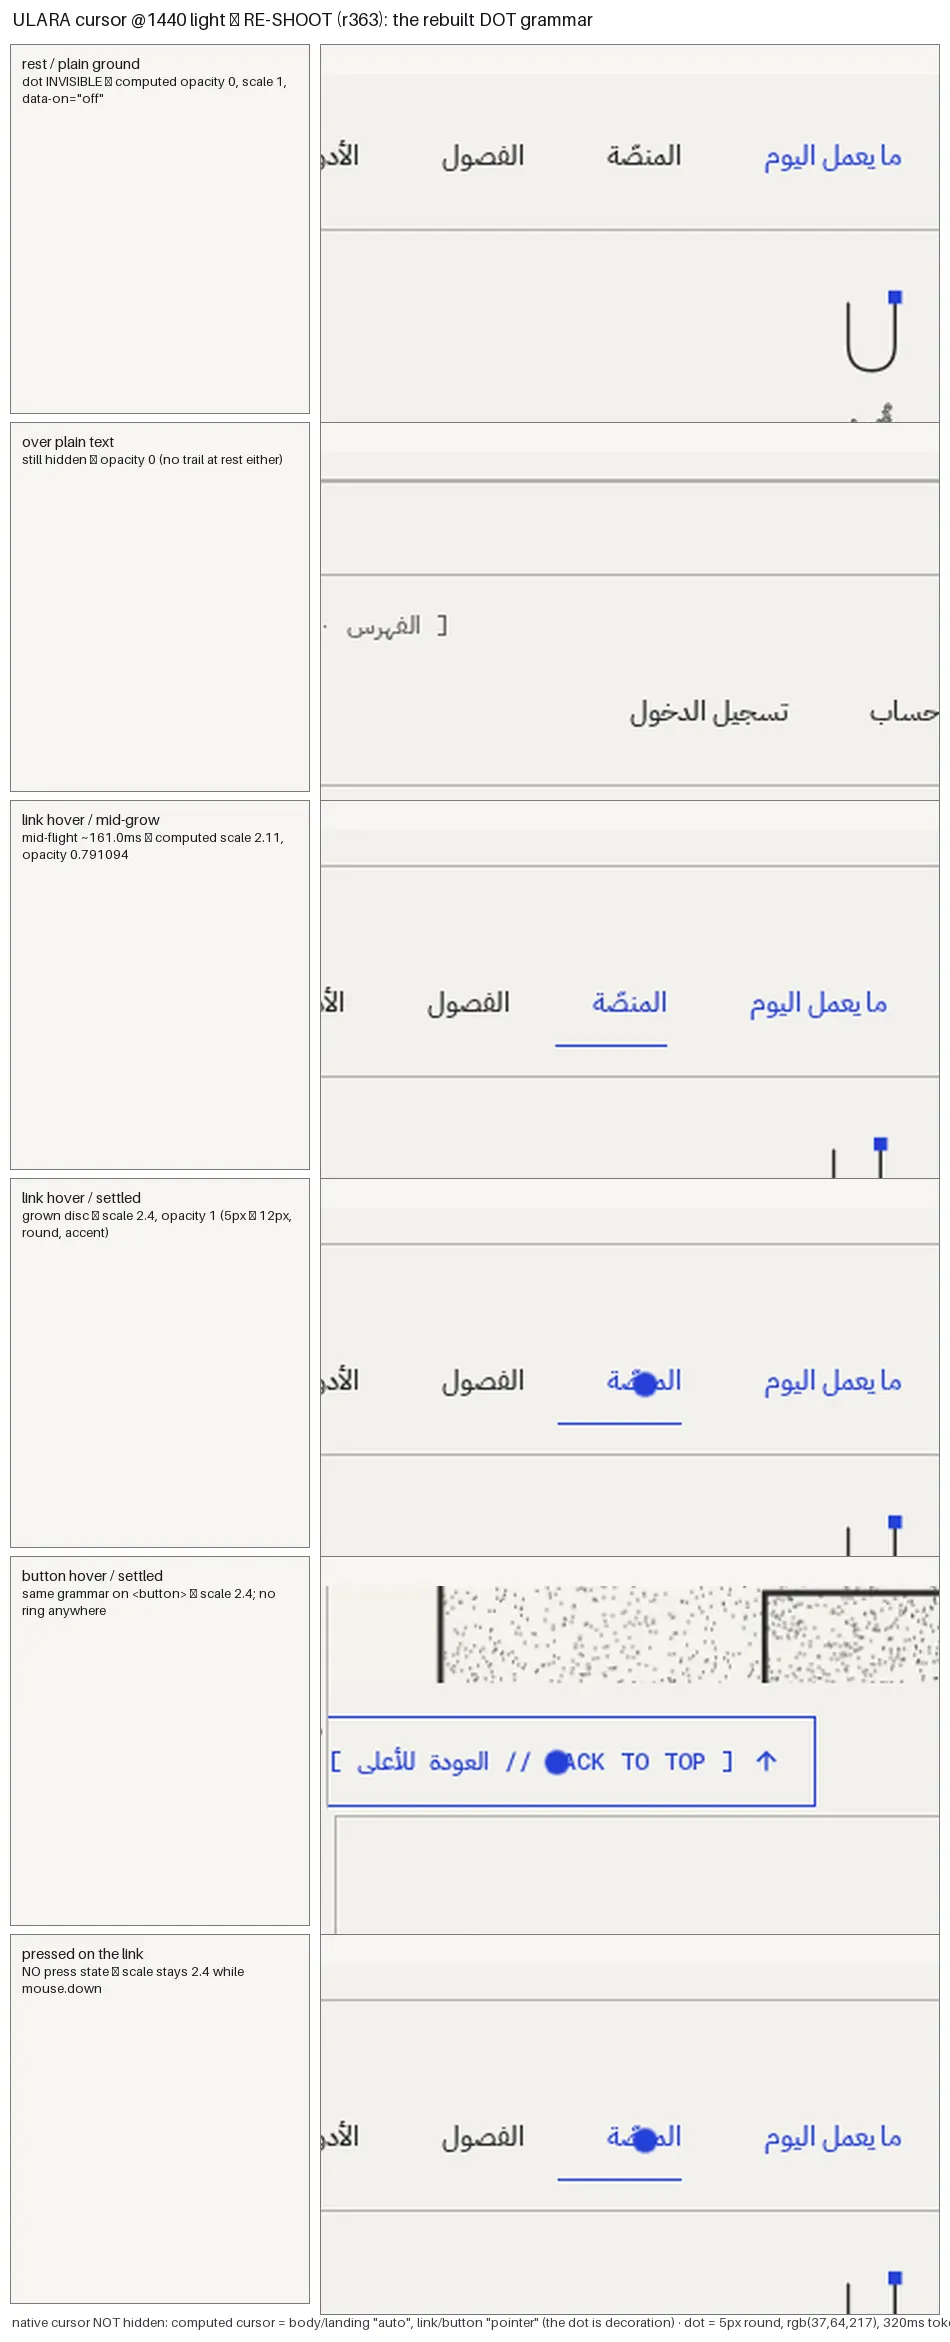 ULARA cursor @1440 light ▯ RE-SHOOT (r363): the rebuilt DOT grammar
rest / plain ground
dot INVISIBLE ▯ computed opacity 0, scale 1,
data-on="off"
ما يعمل اليوم المنصّة الفصول
over plain text
still hidden ▯ opacity 0 (no trail at rest either)
[ الفهرس ·
حساب تسجيل الدخول
link hover / mid-grow
mid-flight ~161.0ms ▯ computed scale 2.11,
opacity 0.791094
ما يعمل اليوم المنصّة الفصول
link hover / settled
grown disc ▯ scale 2.4, opacity 1 (5px ▯ 12px,
round, accent)
ما يعمل اليوم الفصول
button hover / settled
same grammar on <button> ▯ scale 2.4; no
ring anywhere
[ العودة للأعلى // ACK TO TOP ] ↑
pressed on the link
NO press state ▯ scale stays 2.4 while
mouse.down
ما يعمل اليوم الفصول
native cursor NOT hidden: computed cursor = body/landing "auto", link/button "pointer" (the dot is decoration) · dot = 5px round, rgb(37,64,217), 320ms